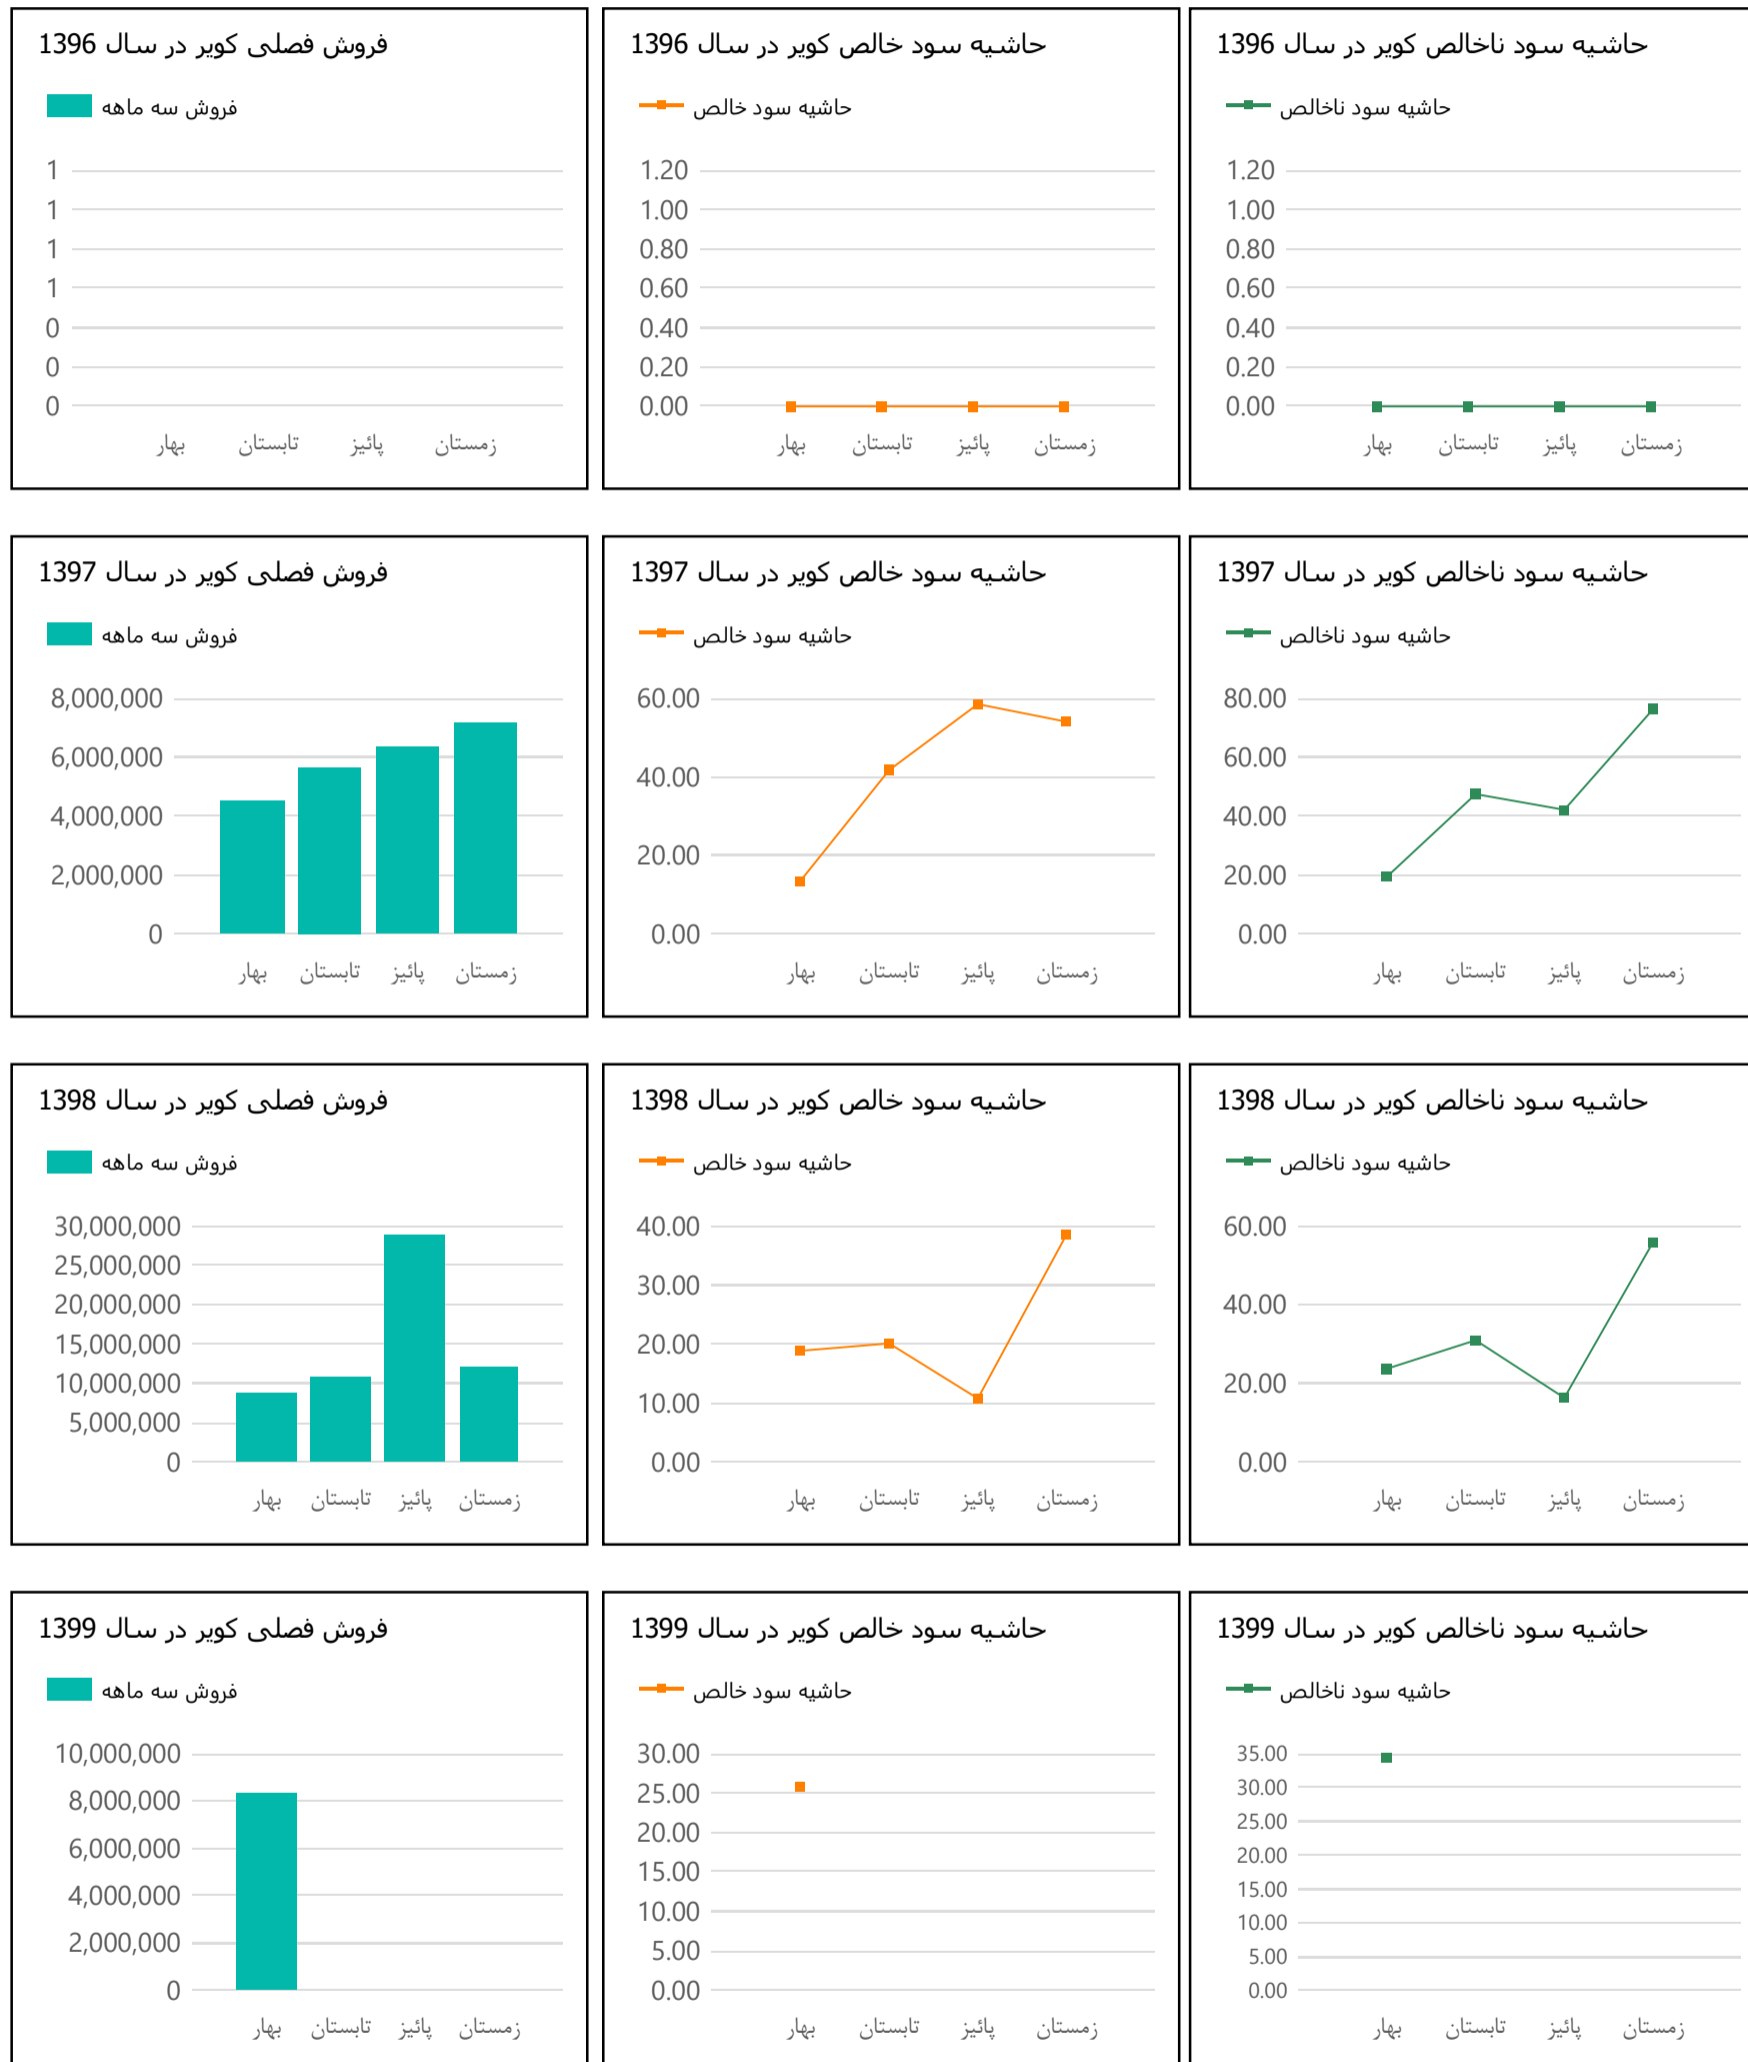 فروش فصلی کویر در سال 1396
فروش سه ماهه
1
1
1
1
0
0
0
بهار تابستان پائیز زمستان
حاشیه سود خالص کویر در سال 1396
حاشیه سود خالص
1.20
1.00
0.80
0.60
0.40
0.20
0.00
بهار تابستان پائیز زمستان
حاشیه سود ناخالص کویر در سال 1396
حاشیه سود ناخالص
1.20
1.00
0.80
0.60
0.40
0.20
0.00
بهار تابستان پائیز زمستان
فروش فصلی کویر در سال 1397
فروش سه ماهه
8,000,000
6,000,000
4,000,000
2,000,000
0
بهار تابستان پائیز زمستان
حاشیه سود خالص کویر در سال 1397
حاشیه سود خالص
60.00
40.00
20.00
0.00
بهار تابستان پائیز زمستان
حاشیه سود ناخالص کویر در سال 1397
حاشیه سود ناخالص
80.00
60.00
40.00
20.00
0.00
بهار تابستان پائیز زمستان
فروش فصلی کویر در سال 1398
فروش سه ماهه
30,000,000
25,000,000
20,000,000
15,000,000
10,000,000
5,000,000
0
بهار تابستان پائیز زمستان
حاشیه سود خالص کویر در سال 1398
حاشیه سود خالص
40.00
30.00
20.00
10.00
0.00
بهار تابستان پائیز زمستان
حاشیه سود ناخالص کویر در سال 1398
حاشیه سود ناخالص
60.00
40.00
20.00
0.00
بهار تابستان پائیز زمستان
فروش فصلی کویر در سال 1399
فروش سه ماهه
10,000,000
8,000,000
6,000,000
4,000,000
2,000,000
0
بهار تابستان پائیز زمستان
حاشیه سود خالص کویر در سال 1399
حاشیه سود خالص
30.00
25.00
20.00
15.00
10.00
5.00
0.00
بهار تابستان پائیز زمستان
حاشیه سود ناخالص کویر در سال 1399
حاشیه سود ناخالص
35.00
30.00
25.00
20.00
15.00
10.00
5.00
0.00
بهار تابستان پائیز زمستان